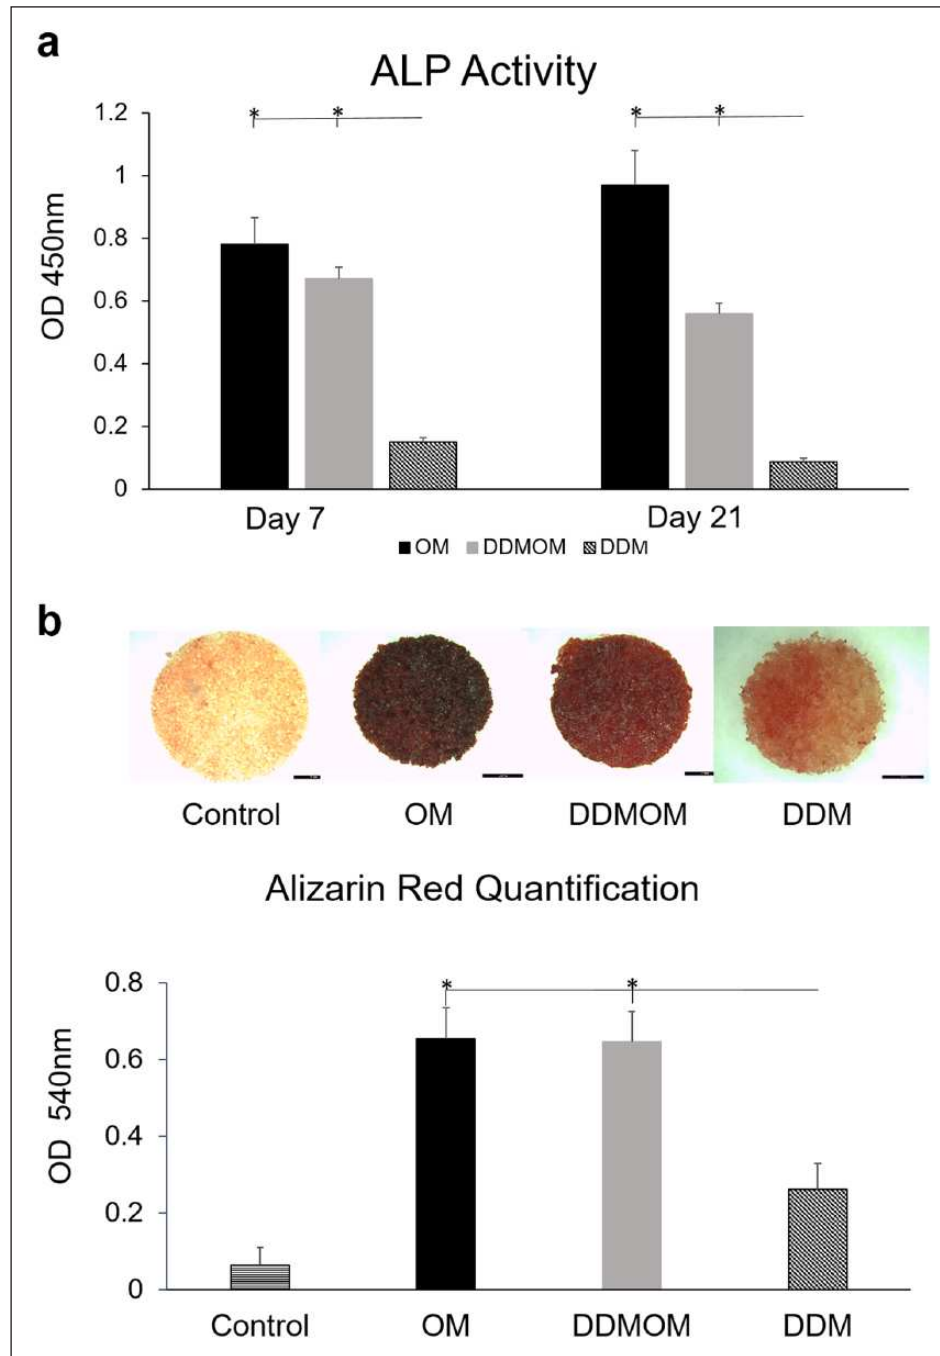 a
ALP Activity
* * * *
1.2
1
0.8
0.6
0.4
0.2
0
OD 450nm
Day 7 Day 21
OM DDMOM DDM
b
Control OM DDMOM DDM
Alizarin Red Quantification
* *
0.8
0.6
0.4
0.2
0
OD 540nm
Control OM DDMOM DDM